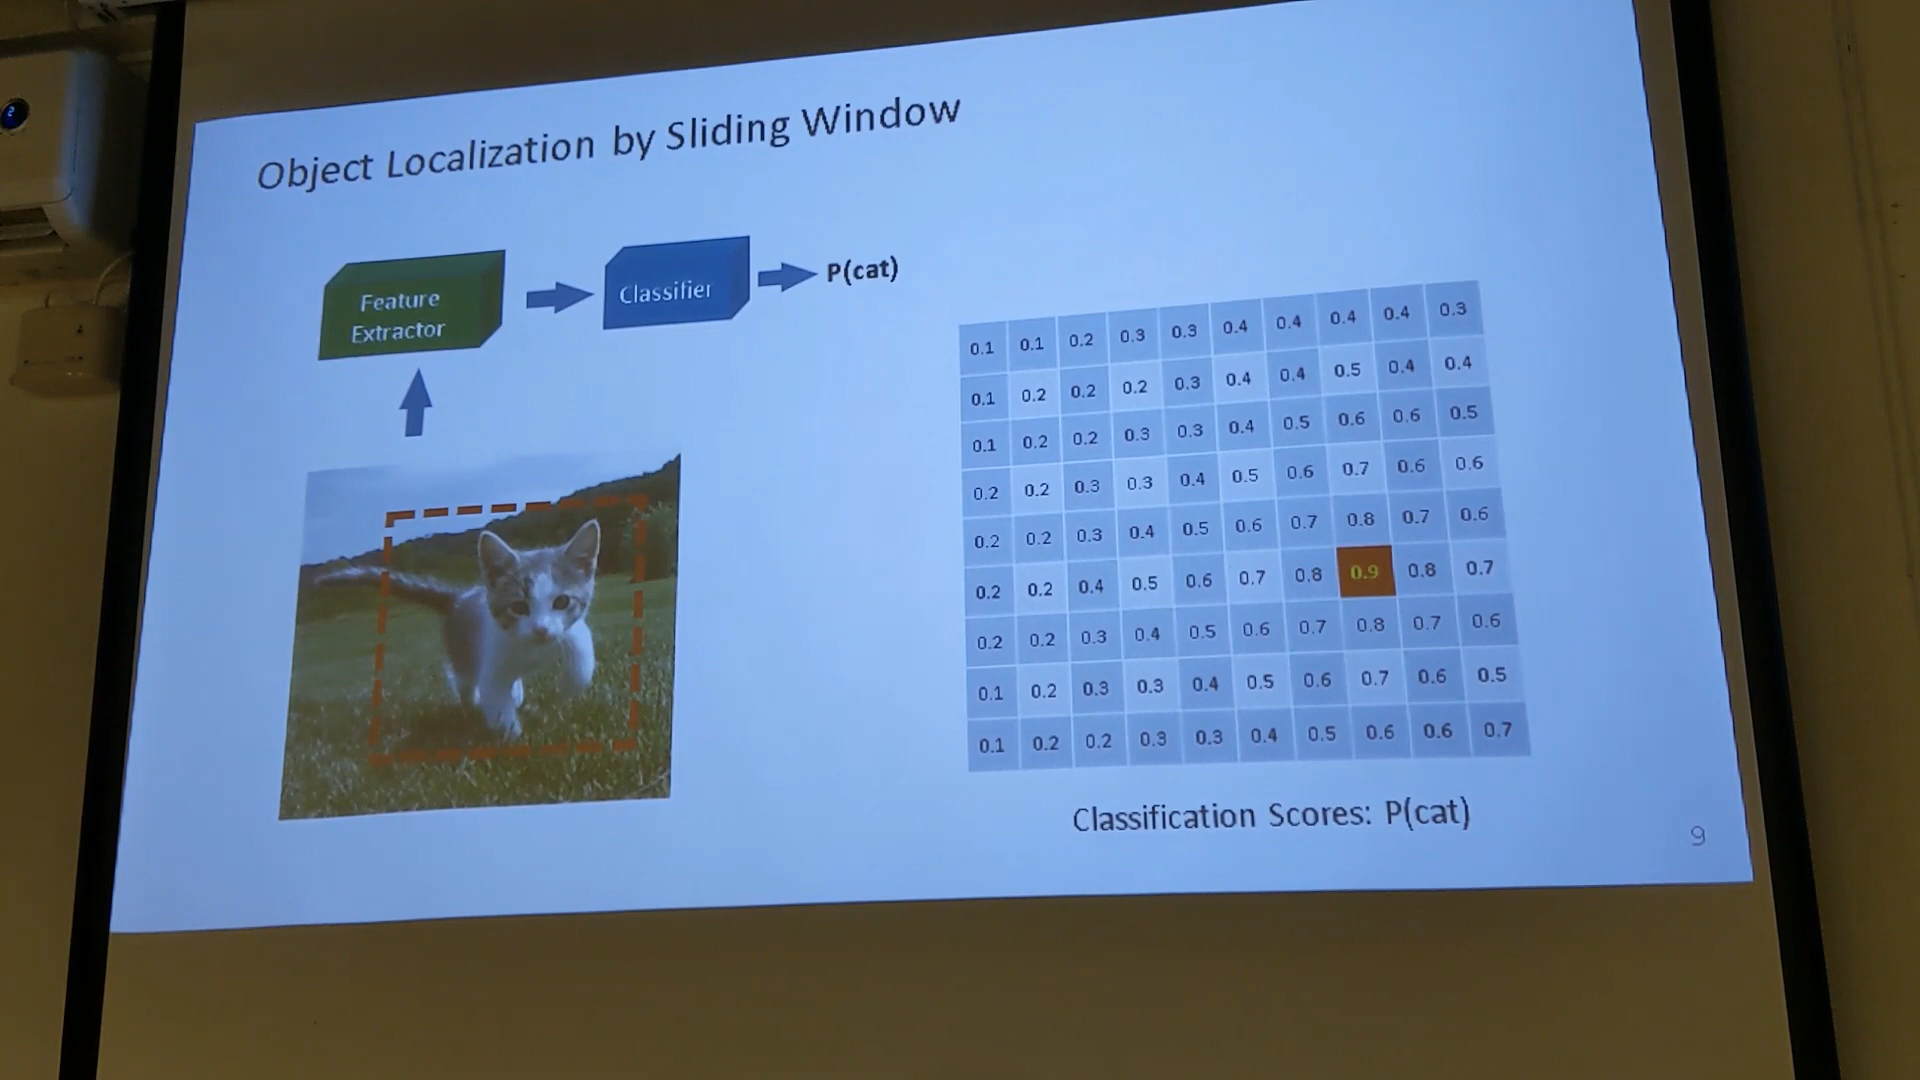 Object Localization by Sliding Window
Feature
Extractor
Classifier
P(cat)
0.1 0.1 0.2 0.3 0.3 0.4 0.4 0.4 0.4 0.3
0.1 0.2 0.2 0.2 0.3 0.4 0.4 0.5 0.4 0.4
0.1 0.2 0.2 0.3 0.3 0.4 0.5 0.6 0.6 0.5
0.2 0.2 0.3 0.3 0.4 0.5 0.6 0.7 0.6 0.6
0.2 0.2 0.3 0.4 0.5 0.6 0.7 0.8 0.7 0.6
0.2 0.2 0.4 0.5 0.6 0.7 0.8 0.9 0.8 0.7
0.2 0.2 0.3 0.4 0.5 0.6 0.7 0.8 0.7 0.6
0.1 0.2 0.3 0.3 0.4 0.5 0.6 0.7 0.6 0.5
0.1 0.2 0.2 0.3 0.3 0.4 0.5 0.6 0.6 0.7
Classification Scores: P(cat)
9